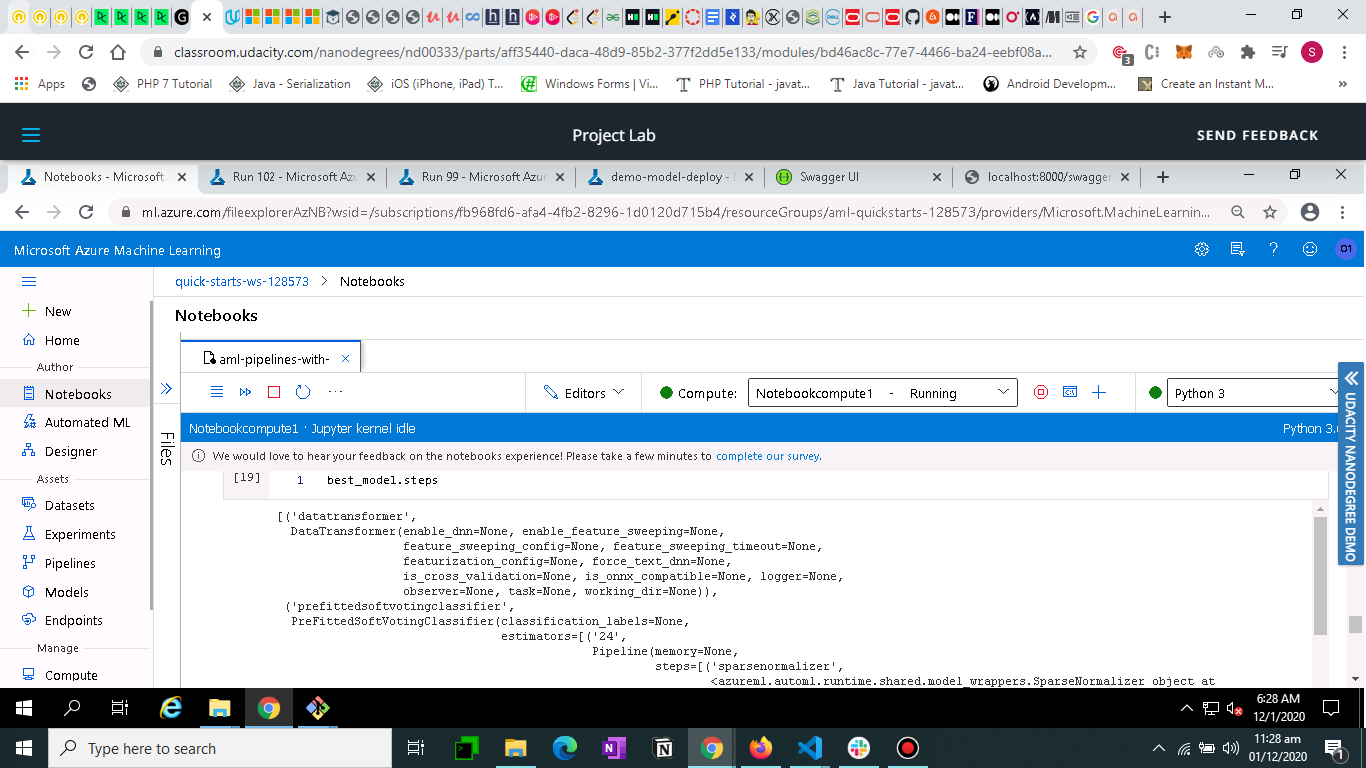 classroom.udacity.com/nanodegrees/nd00333/parts/aff35440-daca-48d9-85b2-377f2dd5e133/modules/bd46ac8c-77e7-4466-ba24-eebf08a...
3
S
Apps
PHP 7 Tutorial
Java - Serialization
iOS (iPhone, iPad) T...
Windows Forms | Vi...
PHP Tutorial - javat...
Java Tutorial - javat...
Android Developm...
Create an Instant M...
»
Project Lab
SEND FEEDBACK
Notebooks - Microsoft
Run 102 - Microsoft Azu
Run 99 - Microsoft Azur
demo-model-deploy -
Swagger UI
localhost:8000/swagger
ml.azure.com/fileexplorerAzNB?wsid=/subscriptions/fb968fd6-afa4-4fb2-8296-1d0120d715b4/resourceGroups/aml-quickstarts-128573/providers/Microsoft.MachineLearnin...
Microsoft Azure Machine Learning
O1
quick-starts-ws-128573 > Notebooks
New
Home
Author
Notebooks
Automated ML
Designer
Assets
Datasets
Experiments
Pipelines
Models
Endpoints
Manage
Compute
Notebooks
Files
aml-pipelines-with-
Editors
Compute:
Notebookcompute1 - Running
Python 3
Notebookcompute1 · Jupyter kernel idle
Python 3.
We would love to hear your feedback on the notebooks experience! Please take a few minutes to complete our survey.
[19] 1 best_model.steps
[('datatransformer',
DataTransformer(enable_dnn=None, enable_feature_sweeping=None,
feature_sweeping_config=None, feature_sweeping_timeout=None,
featurization_config=None, force_text_dnn=None,
is_cross_validation=None, is_onnx_compatible=None, logger=None,
observer=None, task=None, working_dir=None)),
('prefittedsoftvotingclassifier',
PreFittedSoftVotingClassifier(classification_labels=None,
estimators=[('24',
Pipeline(memory=None,
steps=[('sparsenormalizer',
<azureml.automl.runtime.shared.model_wrappers.SparseNormalizer object at
UDACITY NANODEGREE DEMO
6:28 AM
12/1/2020
Type here to search
11:28 am
01/12/2020
1